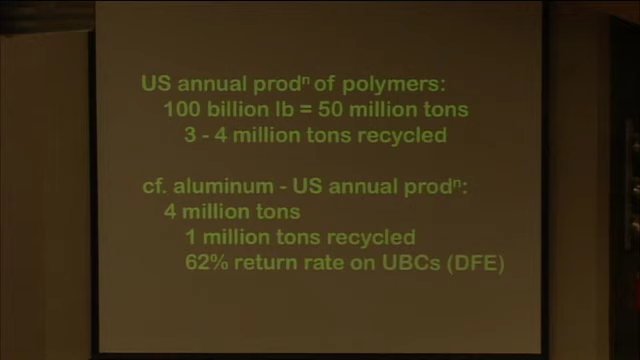 US annual prodⁿ of polymers:
100 billion lb = 50 million tons
3 - 4 million tons recycled
cf. aluminum - US annual prodⁿ:
4 million tons
1 million tons recycled
62% return rate on UBCs (DFE)